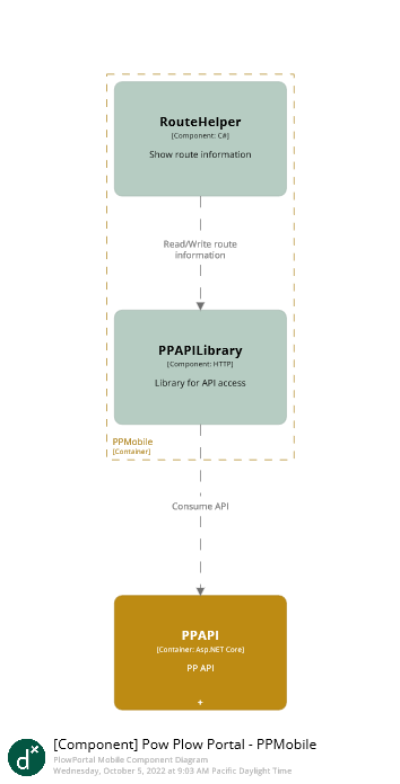 RouteHelper
[Component: C#]
Show route information
Read/Write route
information
PPAPILibrary
[Component: HTTP]
Library for API access
PPMobile
[Container]
Consume API
PPAPI
[Container: Asp.NET Core]
PP API
+
d×
[Component] Pow Plow Portal - PPMobile
PlowPortal Mobile Component Diagram
Wednesday, October 5, 2022 at 9:03 AM Pacific Daylight Time